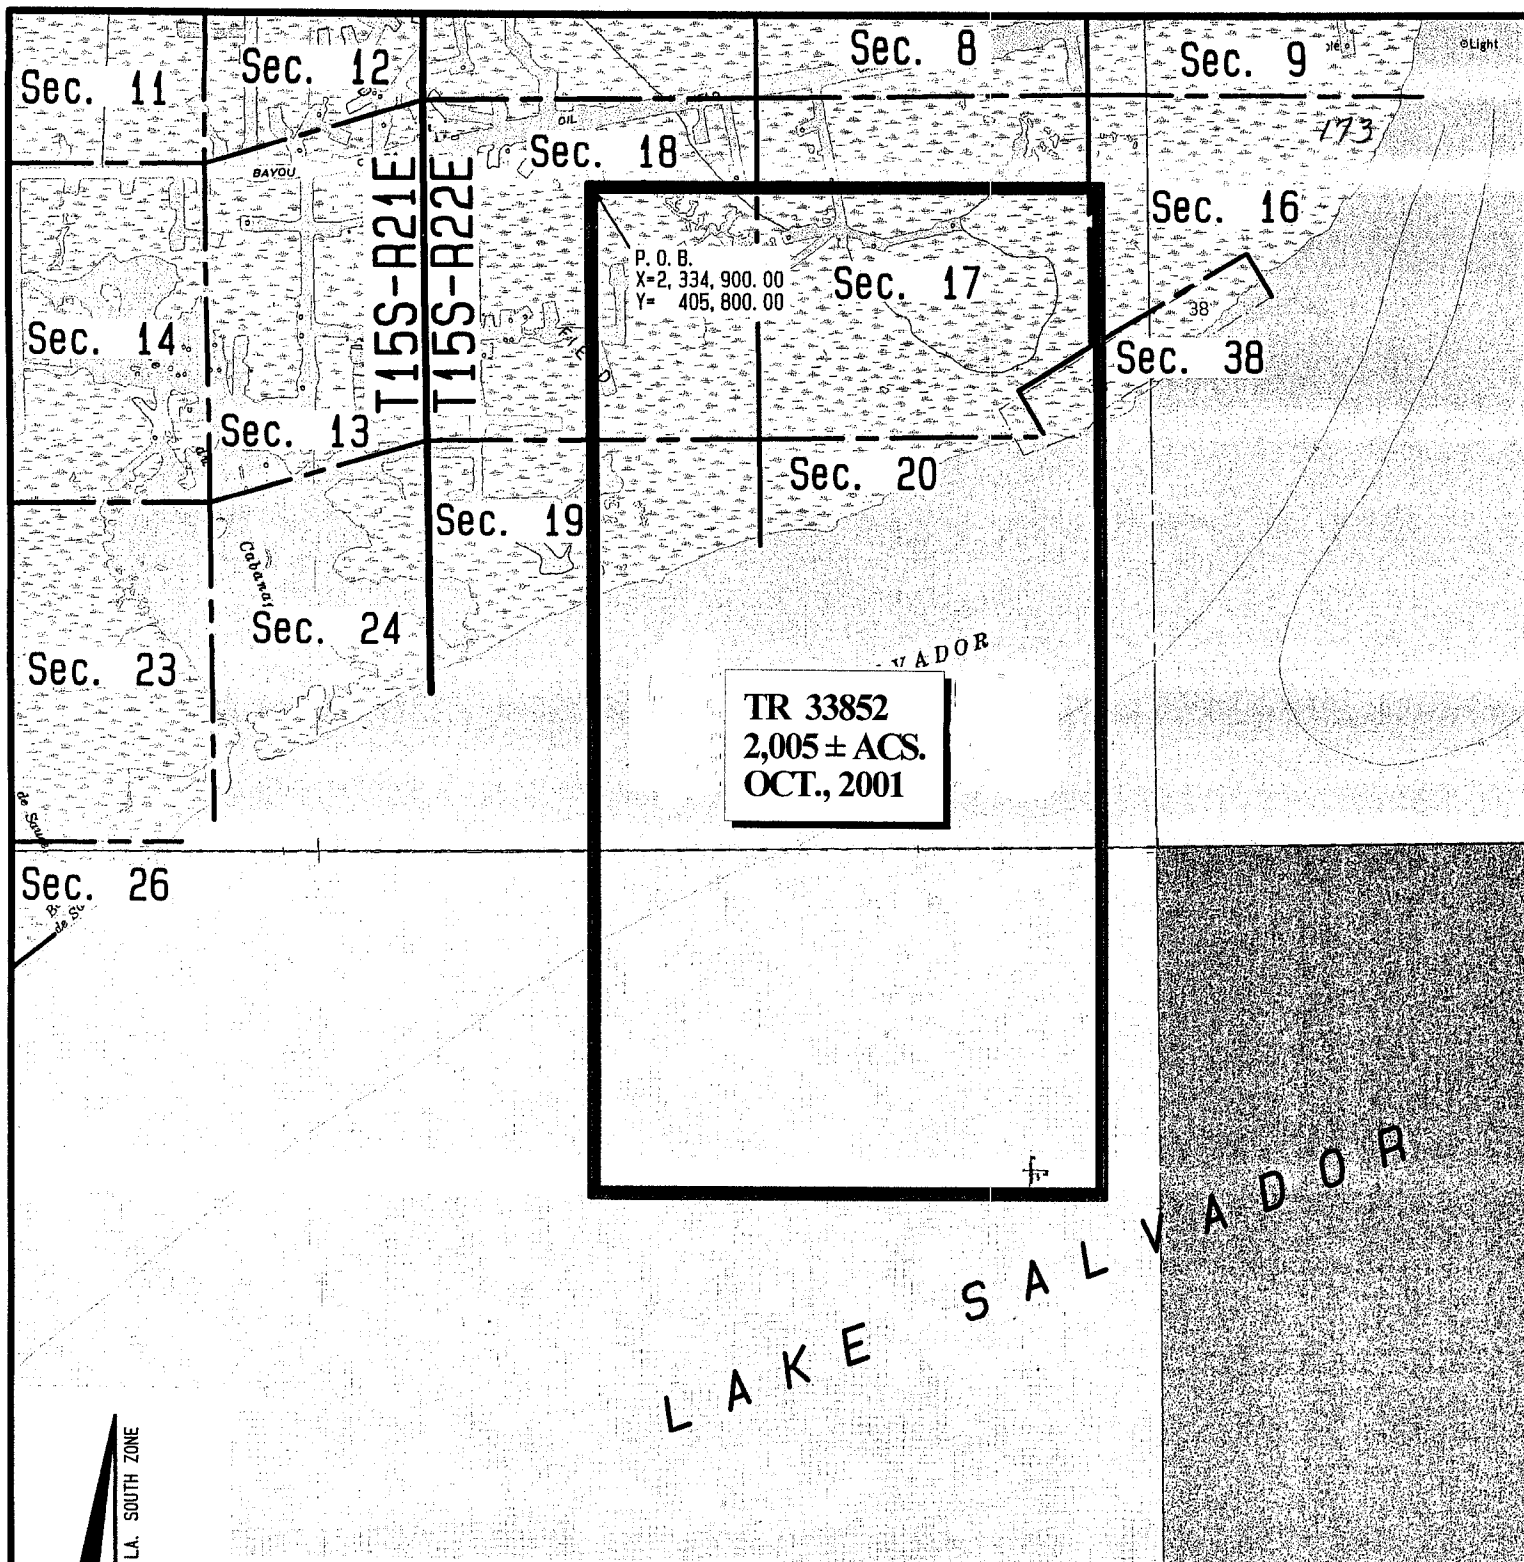 Sec. 11
Sec. 12
Sec. 8
Sec. 9
Light
173
OIL
Sec. 18
BAYOU
T15S-R21E
T15S-R22E
Sec. 16
P. O. B.
X=2, 334, 900. 00
Y= 405, 800. 00
Sec. 17
38
Sec. 14
Sec. 38
Sec. 13
Sec. 20
Sec. 19
Sec. 24
Sec. 23
VADOR
TR 33852
2,005 ± ACS.
OCT., 2001
Sec. 26
LAKE SALVADOR
LA. SOUTH ZONE